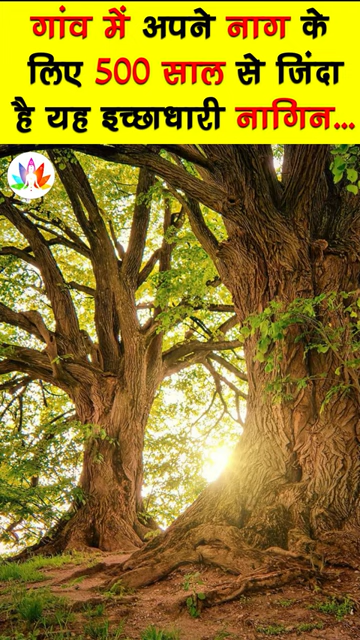 गांव में अपने नाग के
लिए 500 साल से जिंदा
है यह इच्छाधारी नागिन...